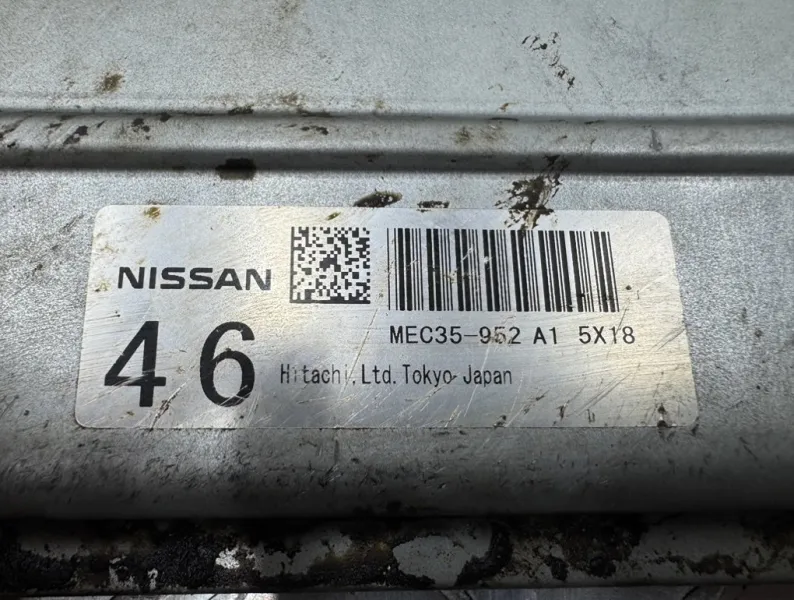 NISSAN
MEC35-952 A1 5X18
46
Hitachi,Ltd.Tokyo Japan